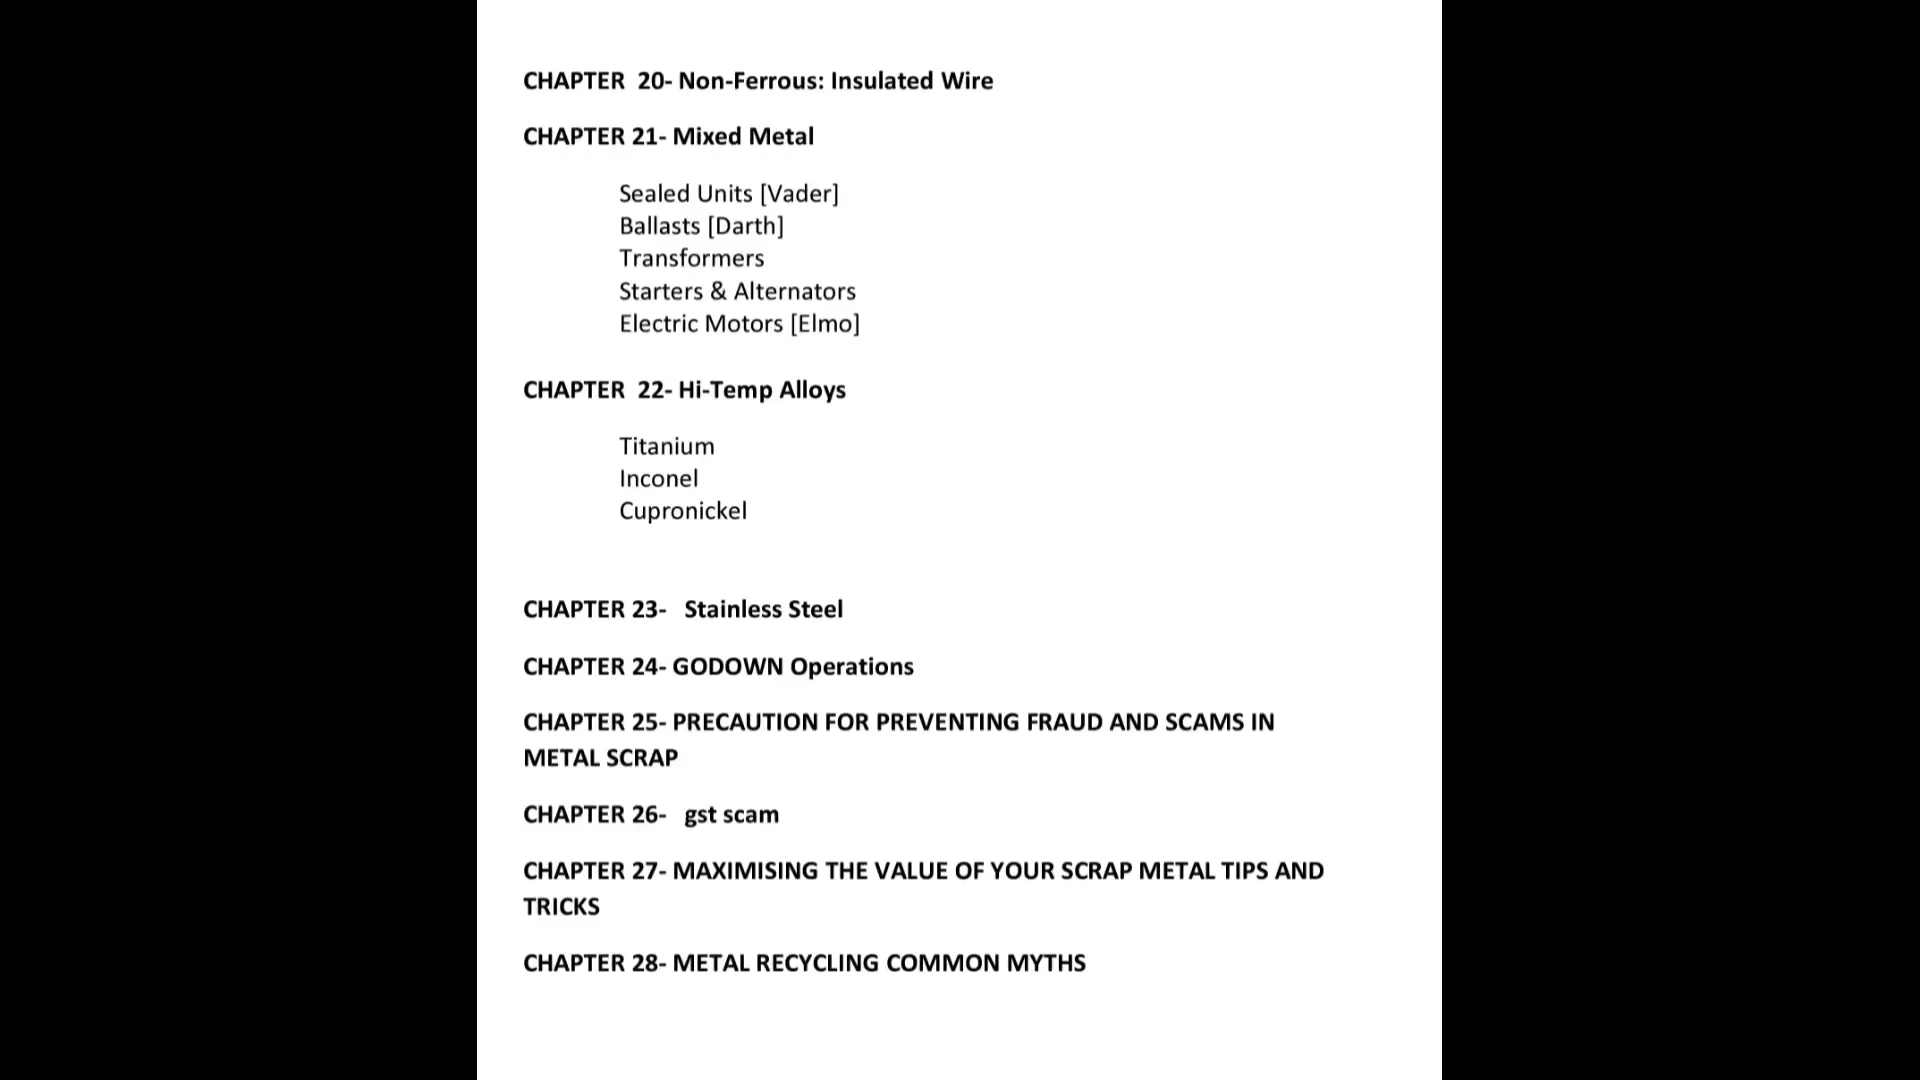 CHAPTER  20- Non-Ferrous: Insulated Wire
CHAPTER 21- Mixed Metal
Sealed Units [Vader]
Ballasts [Darth]
Transformers
Starters & Alternators
Electric Motors [Elmo]
CHAPTER  22- Hi-Temp Alloys
Titanium
Inconel
Cupronickel
CHAPTER 23-   Stainless Steel
CHAPTER 24- GODOWN Operations
CHAPTER 25- PRECAUTION FOR PREVENTING FRAUD AND SCAMS IN
METAL SCRAP
CHAPTER 26-   gst scam
CHAPTER 27- MAXIMISING THE VALUE OF YOUR SCRAP METAL TIPS AND
TRICKS
CHAPTER 28- METAL RECYCLING COMMON MYTHS